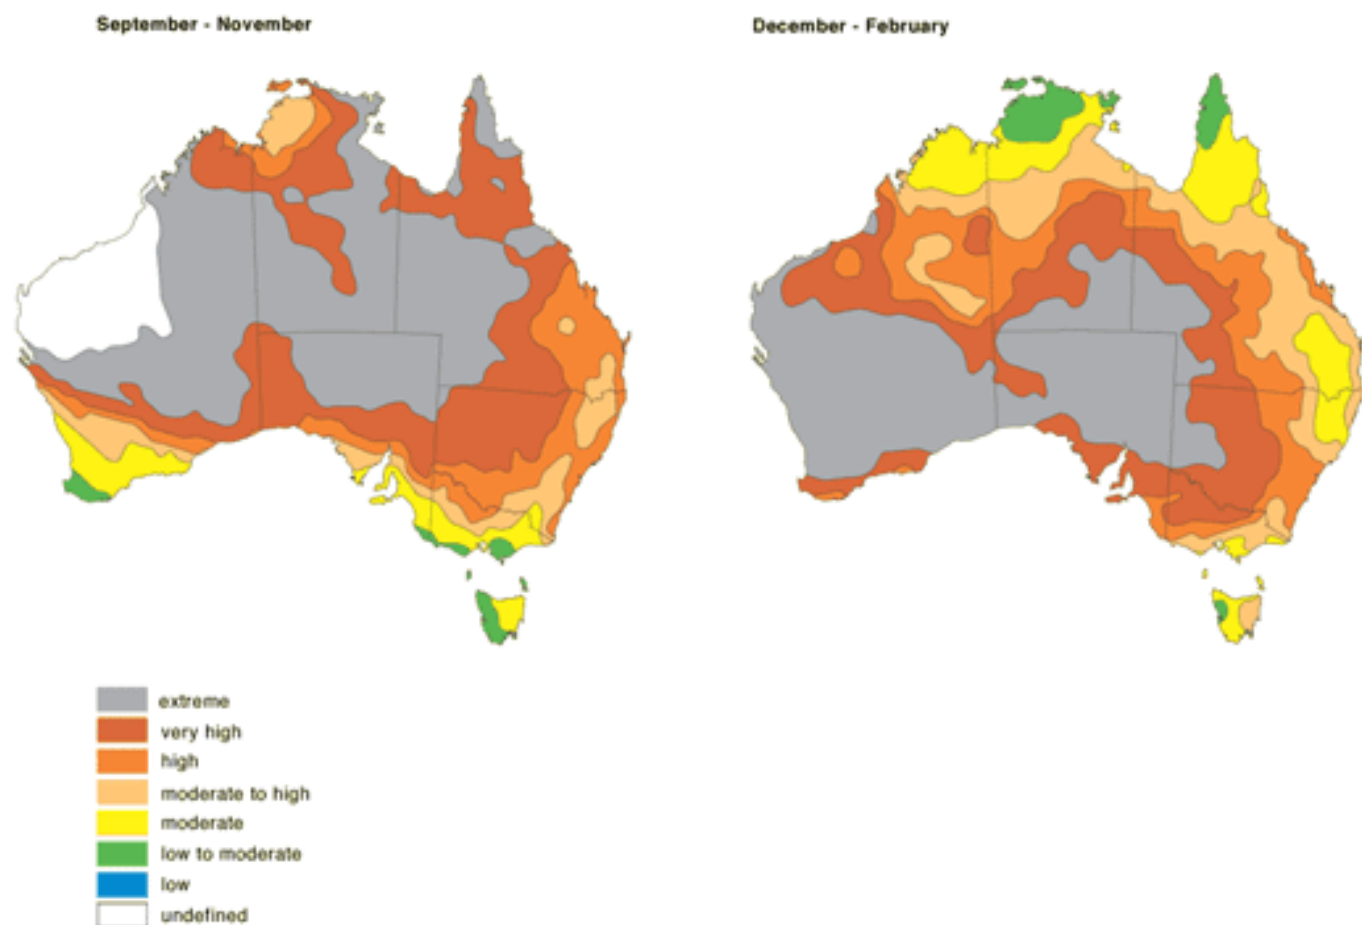 September - November
December - February
extreme
very high
high
moderate to high
moderate
low to moderate
low
undefined